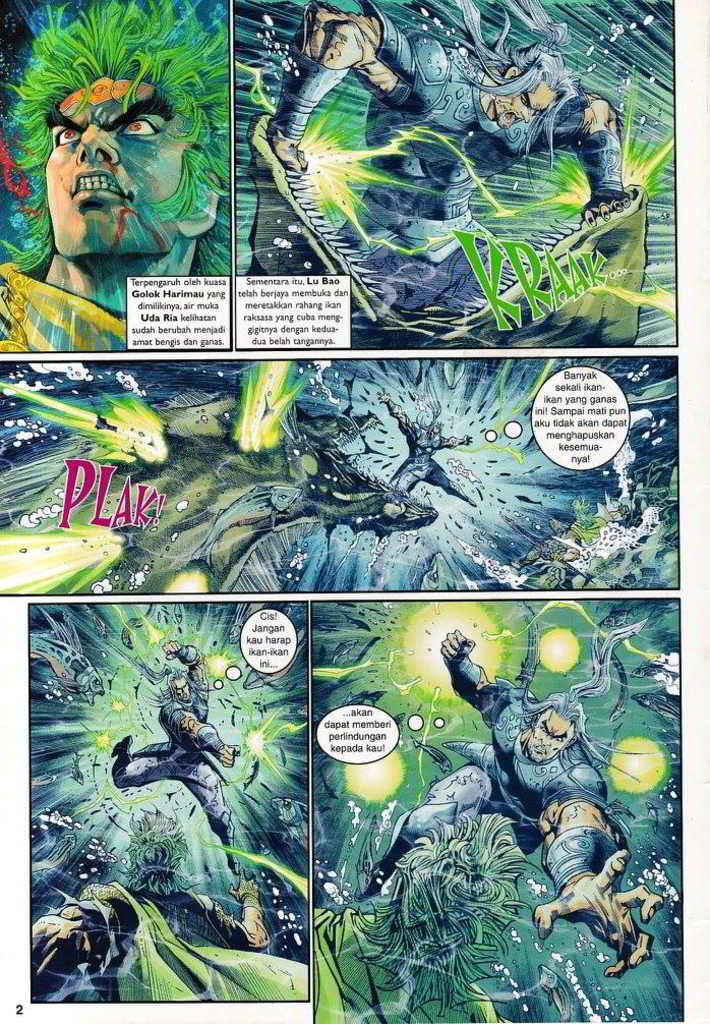 Terpengaruh oleh kuasa
Golok Harimau yang
dimilikinya, air muka
Uda Ria kelihatan
sudah berubah menjadi
amat bengis dan ganas.
Sementara itu, Lu Bao
telah berjaya membuka dan
meretakkan rahang ikan
raksasa yang cuba meng-
gigitnya dengan kedua-
dua belah tangannya.
KRAAK....
Banyak
sekali ikan-
ikan yang ganas
ini! Sampai mati pun
aku tidak akan dapat
menghapuskan
kesemua-
nya!
PLAK!
Cis!
Jangan
kau harap
ikan-ikan
ini...
...akan
dapat memberi
perlindungan
kepada kau!
2